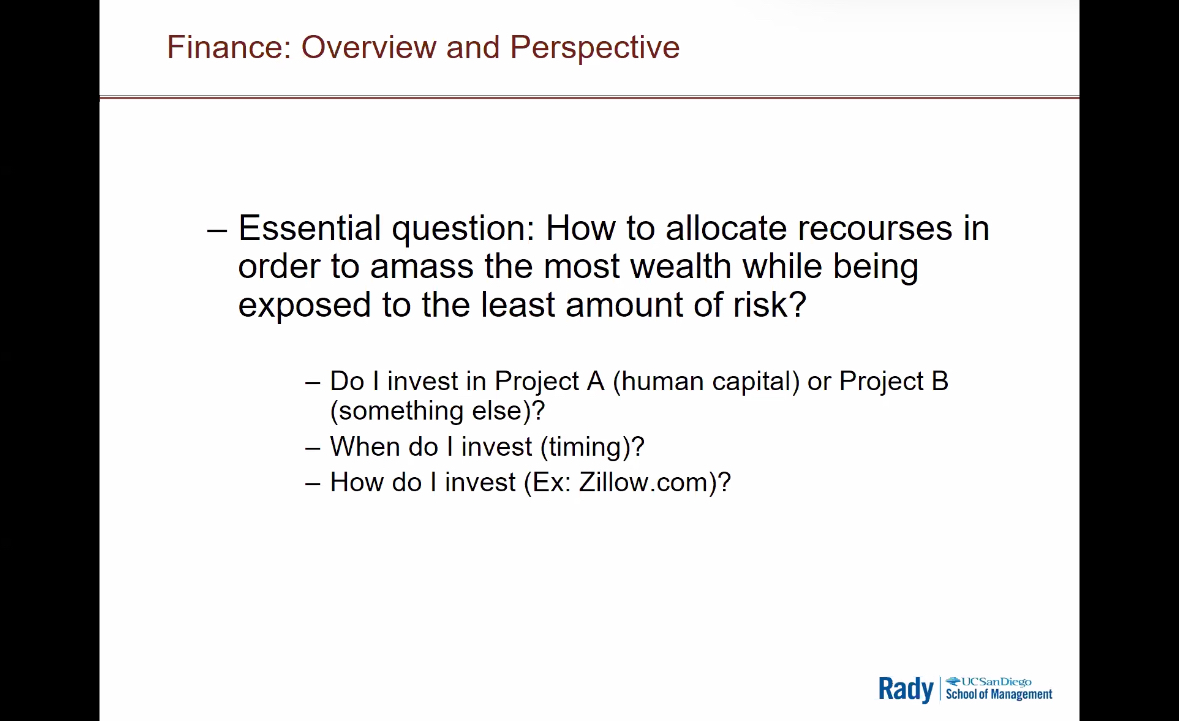 Finance: Overview and Perspective
– Essential question: How to allocate recourses in
order to amass the most wealth while being
exposed to the least amount of risk?
– Do I invest in Project A (human capital) or Project B
(something else)?
– When do I invest (timing)?
– How do I invest (Ex: Zillow.com)?
Rady
UC San Diego
School of Management